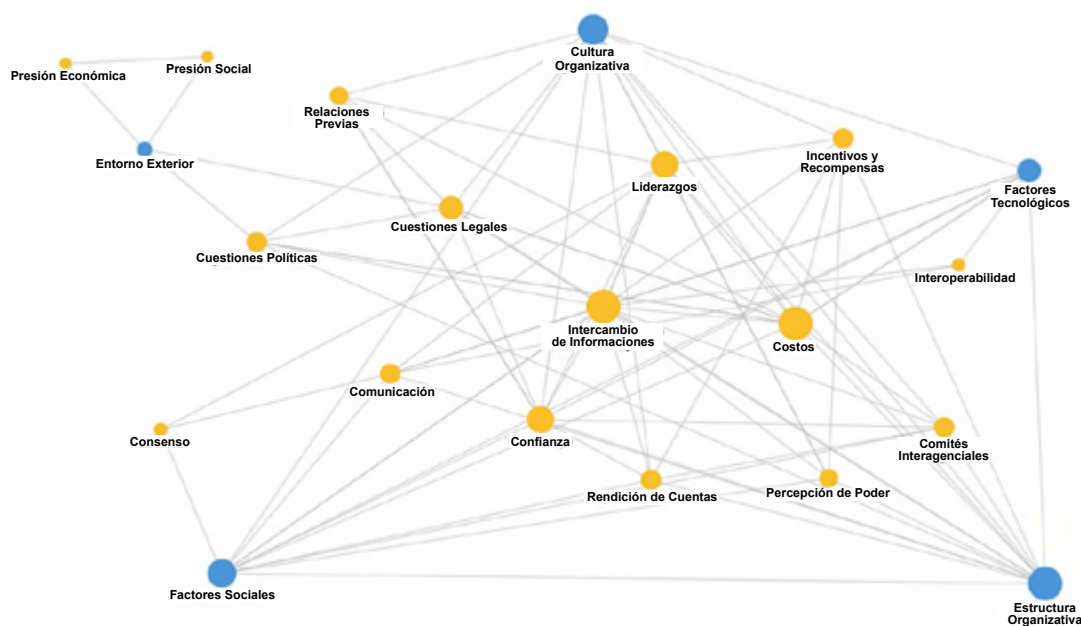 Cultura
Organizativa
Presión Social
Presión Económica
Relaciones
Previas
Incentivos y
Recompensas
Entorno Exterior
Liderazgos
Factores
Tecnológicos
Cuestiones Legales
Cuestiones Políticas
Interoperabilidad
Intercambio
de Informaciones
Costos
Comunicación
Consenso
Confianza
Comités
Interagenciales
Rendición de Cuentas
Percepción de Poder
Factores Sociales
Estructura
Organizativa